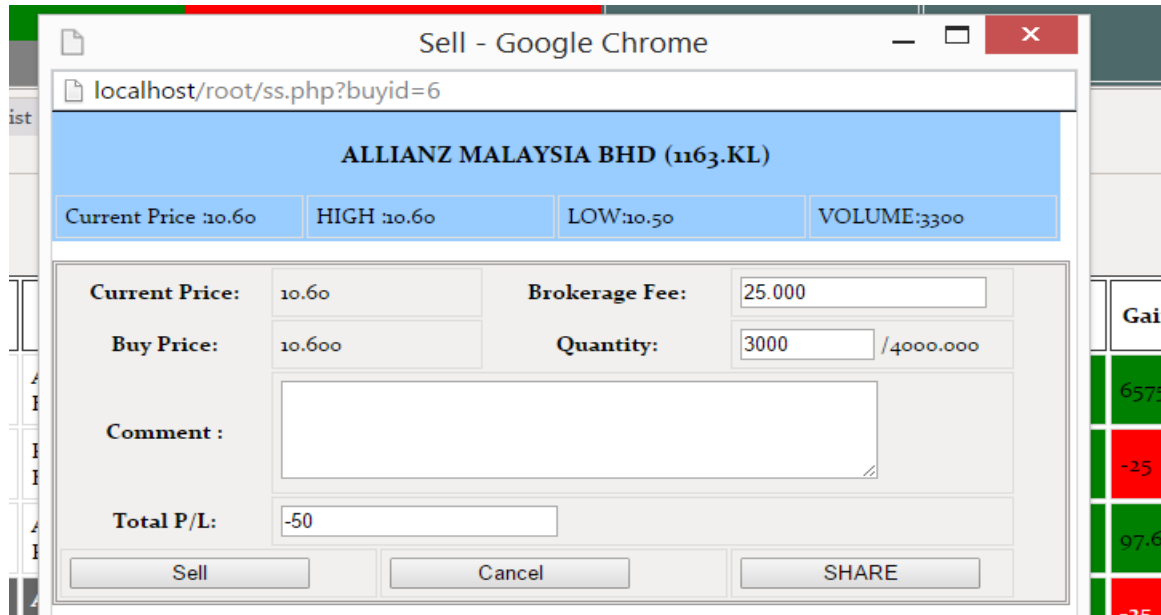 Sell - Google Chrome
localhost/root/ss.php?buyid=6
ist
ALLIANZ MALAYSIA BHD (1163.KL)
Current Price :10.60 HIGH :10.60 LOW:10.50 VOLUME:3300
Current Price: 10.60 Brokerage Fee: 25.000
Gai
Buy Price: 10.600 Quantity: 3000 /4000.000
6575
Comment :
-25
Total P/L: -50
97.6
Sell Cancel SHARE
-25